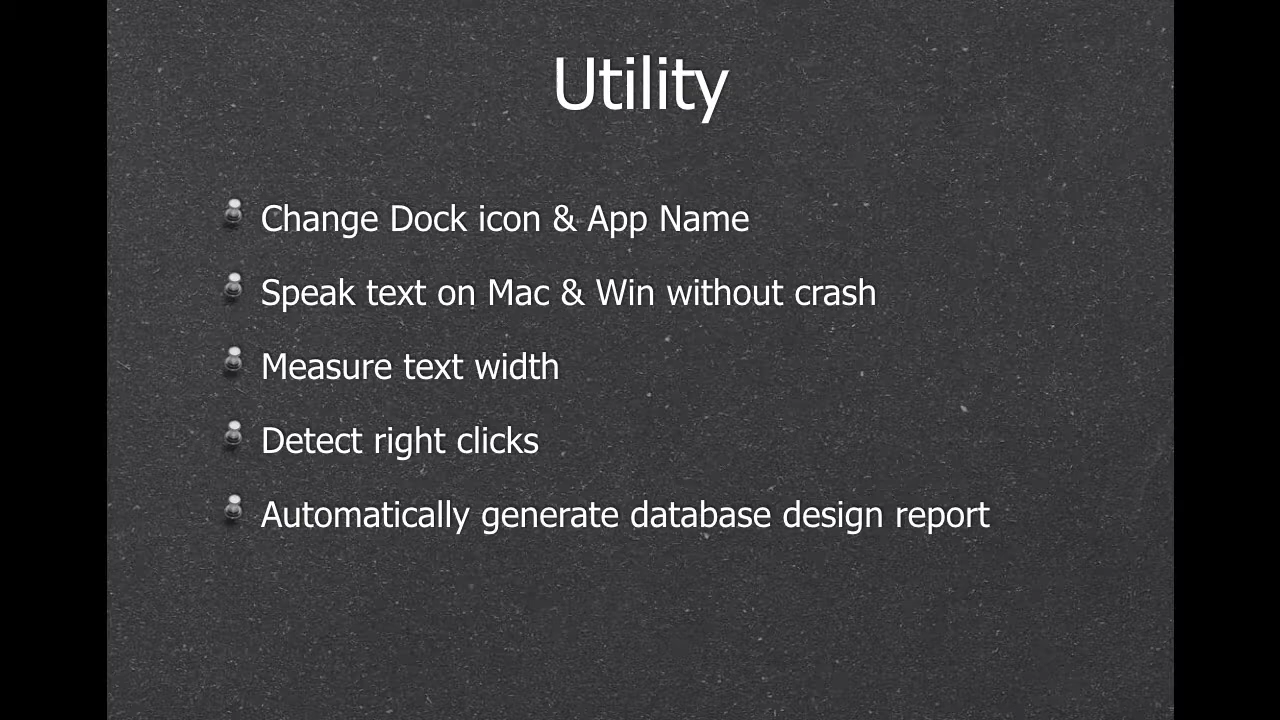 Utility
Change Dock icon & App Name
Speak text on Mac & Win without crash
Measure text width
Detect right clicks
Automatically generate database design report